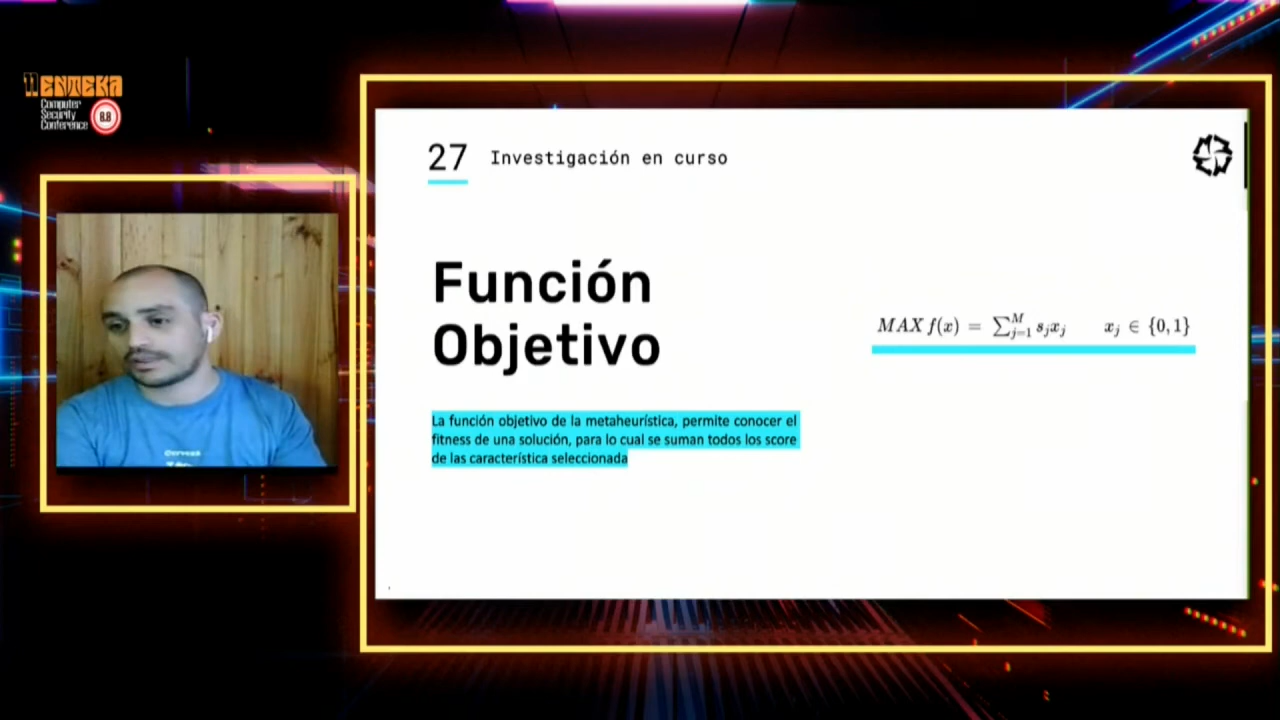 11ENTEKA
Computer
Security
Conference
8.8
27 Investigación en curso
Función
Objetivo
MAX f(x) = ∑_{j=1}^{M} s_j x_j x_j ∈ {0,1}
La función objetivo de la metaheurística, permite conocer el
fitness de una solución, para lo cual se suman todos los score
de las característica seleccionada